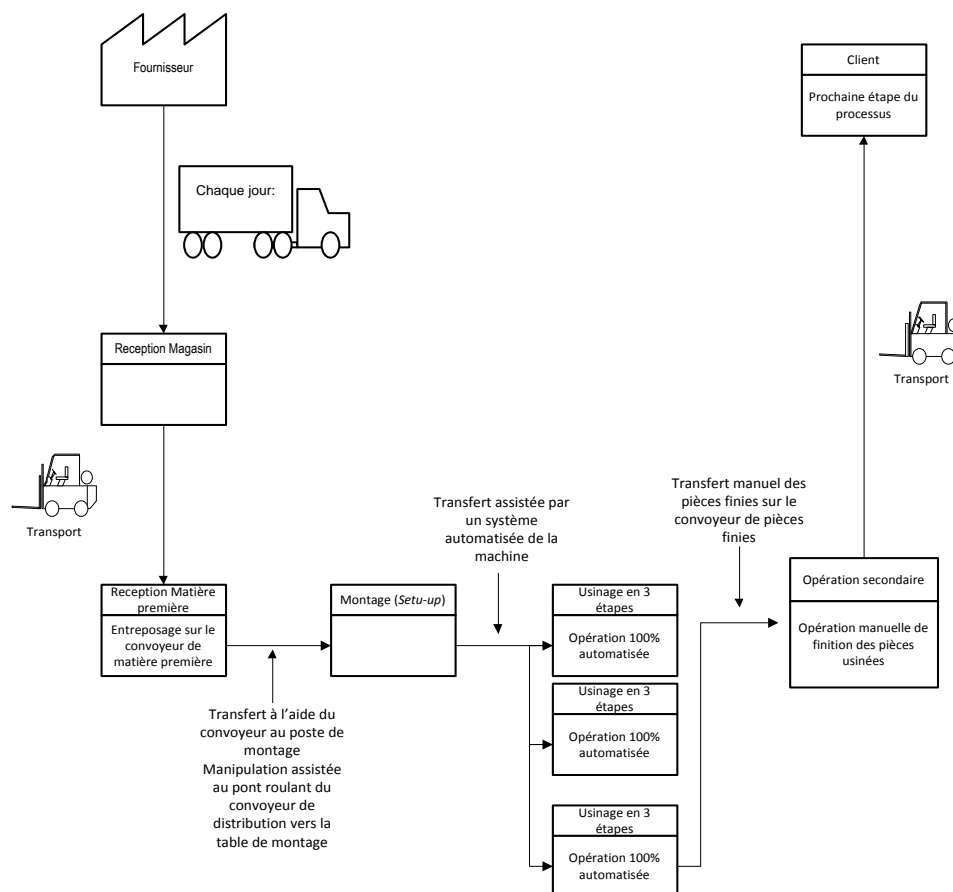 Fournisseur
Client
Prochaine étape du
processus
Chaque jour:
Reception Magasin
Transport
Transport
Transfert assistée par
un système
automatisée de la
machine
Transfert manuel des
pièces finies sur le
convoyeur de pièces
finies
Reception Matière
première
Entreposage sur le
convoyeur de
matière première
Montage (Setu-up)
Usinage en 3
étapes
Opération 100%
automatisée
Opération secondaire
Opération manuelle de
finition des pièces
usinées
Usinage en 3
étapes
Opération 100%
automatisée
Transfert à l'aide du
convoyeur au poste de
montage
Manipulation assistée
au pont roulant du
convoyeur de
distribution vers la
table de montage
Usinage en 3
étapes
Opération 100%
automatisée